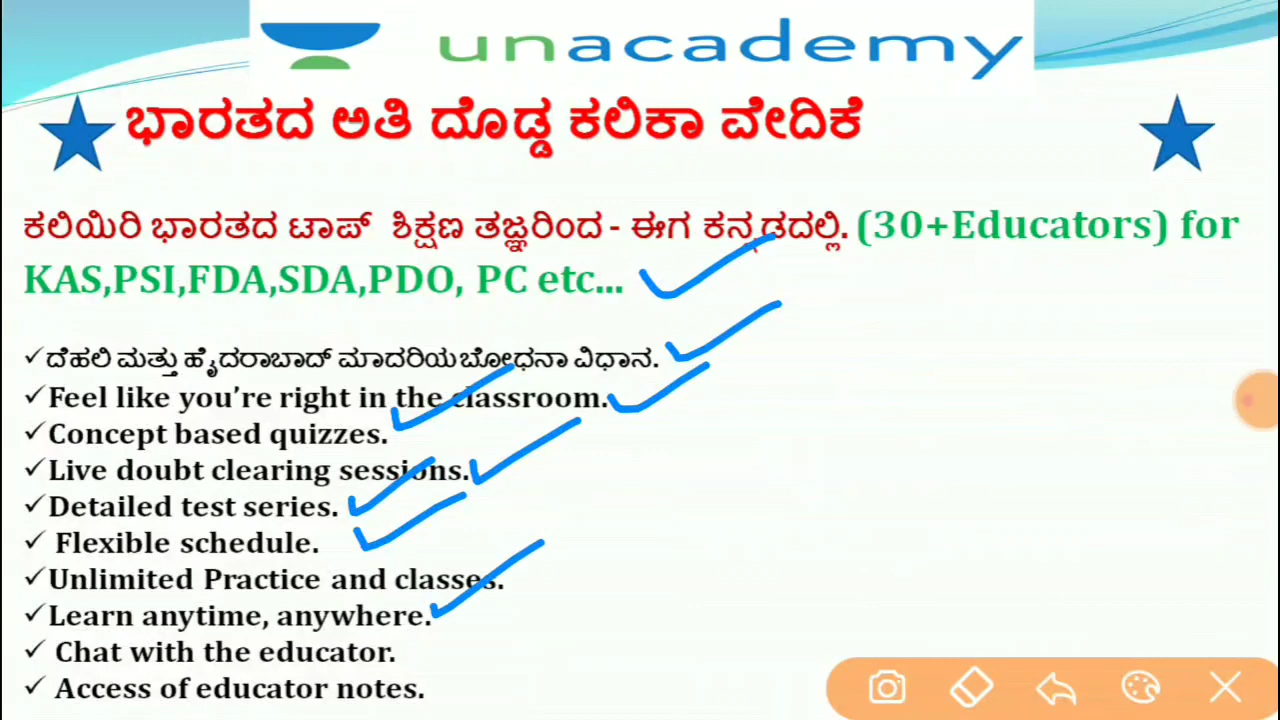 unacademy
ಭಾರತದ ಅತಿ ದೊಡ್ಡ ಕಲಿಕಾ ವೇದಿಕೆ
ಕಲಿಯಿರಿ ಭಾರತದ ಟಾಪ್ ಶಿಕ್ಷಣ ತಜ್ಞರಿಂದ - ಈಗ ಕನ್ನಡದಲ್ಲಿ. (30+Educators) for
KAS,PSI,FDA,SDA,PDO, PC etc...
✓ದೆಹಲಿ ಮತ್ತು ಹೈದರಾಬಾದ್ ಮಾದರಿಯ ಬೋಧನಾ ವಿಧಾನ.
✓Feel like you’re right in the classroom.
✓Concept based quizzes.
✓Live doubt clearing sessions.
✓Detailed test series.
✓ Flexible schedule.
✓Unlimited Practice and classes.
✓Learn anytime, anywhere.
✓ Chat with the educator.
✓ Access of educator notes.